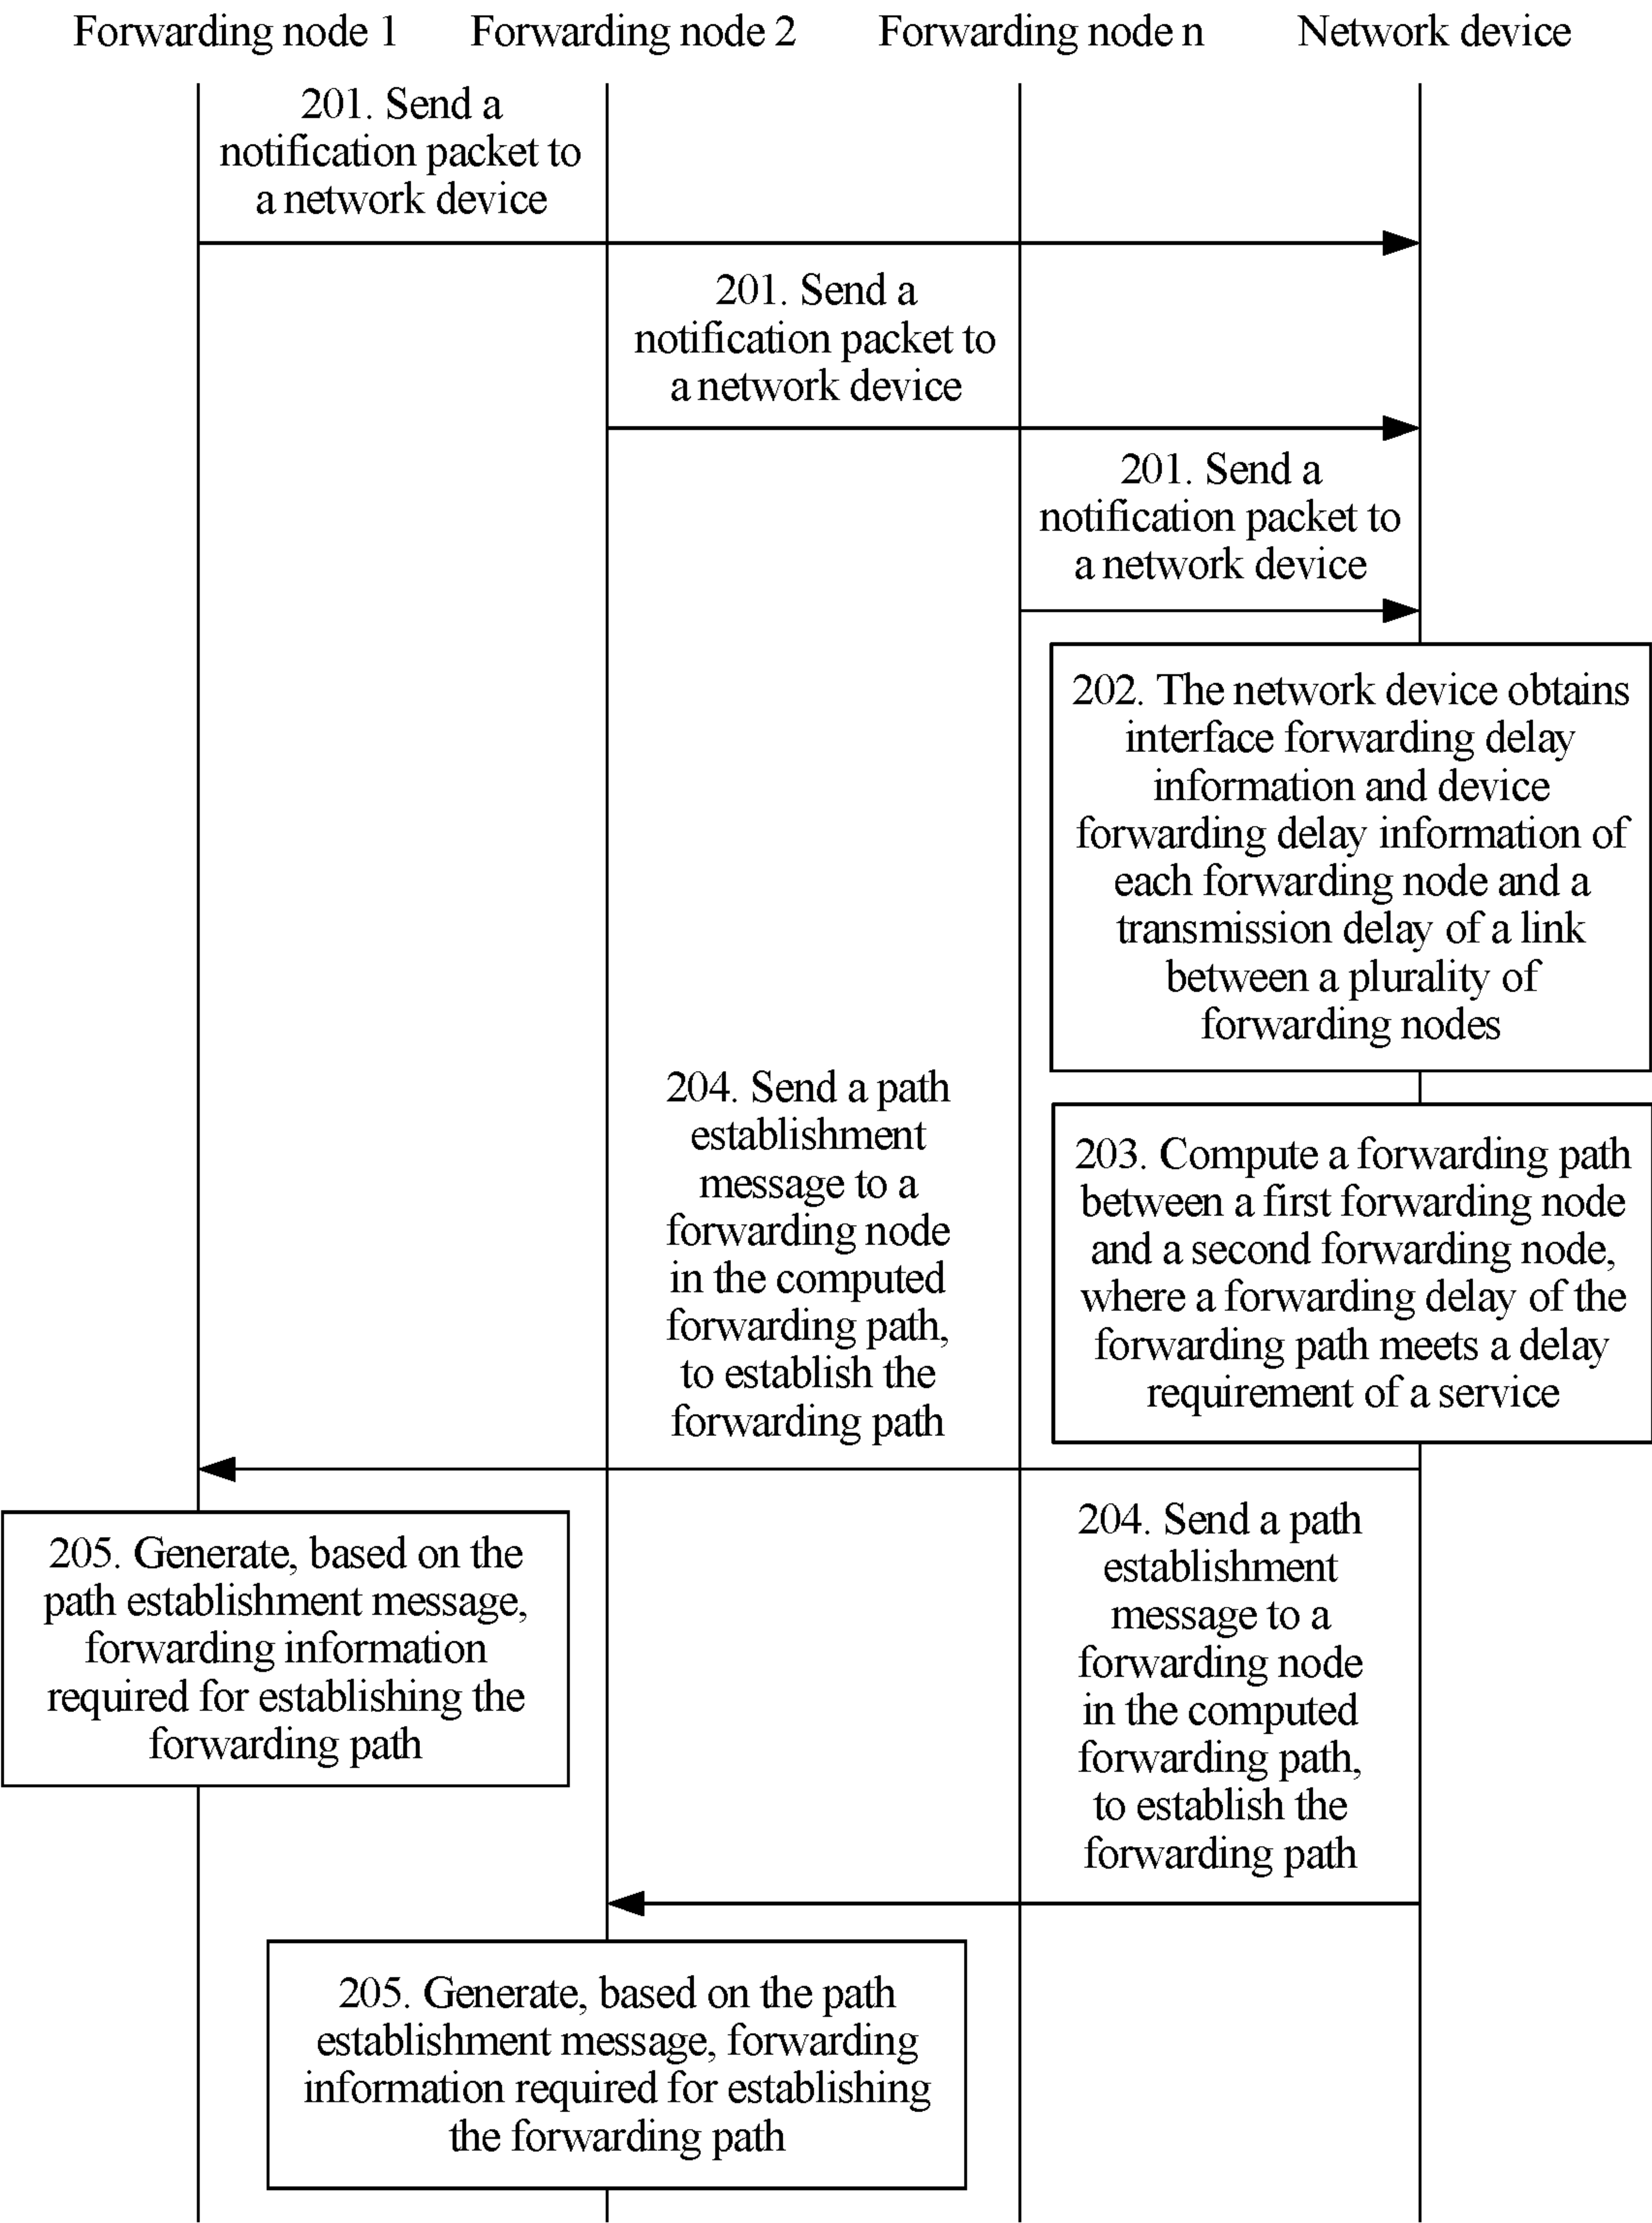 Forwarding node 1
Forwarding node 2
Forwarding node n
Network device
201. Send a
notification packet to
a network device
201. Send a
notification packet to
a network device
201. Send a
notification packet to
a network device
202. The network device obtains
interface forwarding delay
information and device
forwarding delay information of
each forwarding node and a
transmission delay of a link
between a plurality of
forwarding nodes
203. Compute a forwarding path
between a first forwarding node
and a second forwarding node,
where a forwarding delay of the
forwarding path meets a delay
requirement of a service
204. Send a path
establishment
message to a
forwarding node
in the computed
forwarding path,
to establish the
forwarding path
205. Generate, based on the
path establishment message,
forwarding information
required for establishing the
forwarding path
204. Send a path
establishment
message to a
forwarding node
in the computed
forwarding path,
to establish the
forwarding path
205. Generate, based on the path
establishment message, forwarding
information required for establishing
the forwarding path